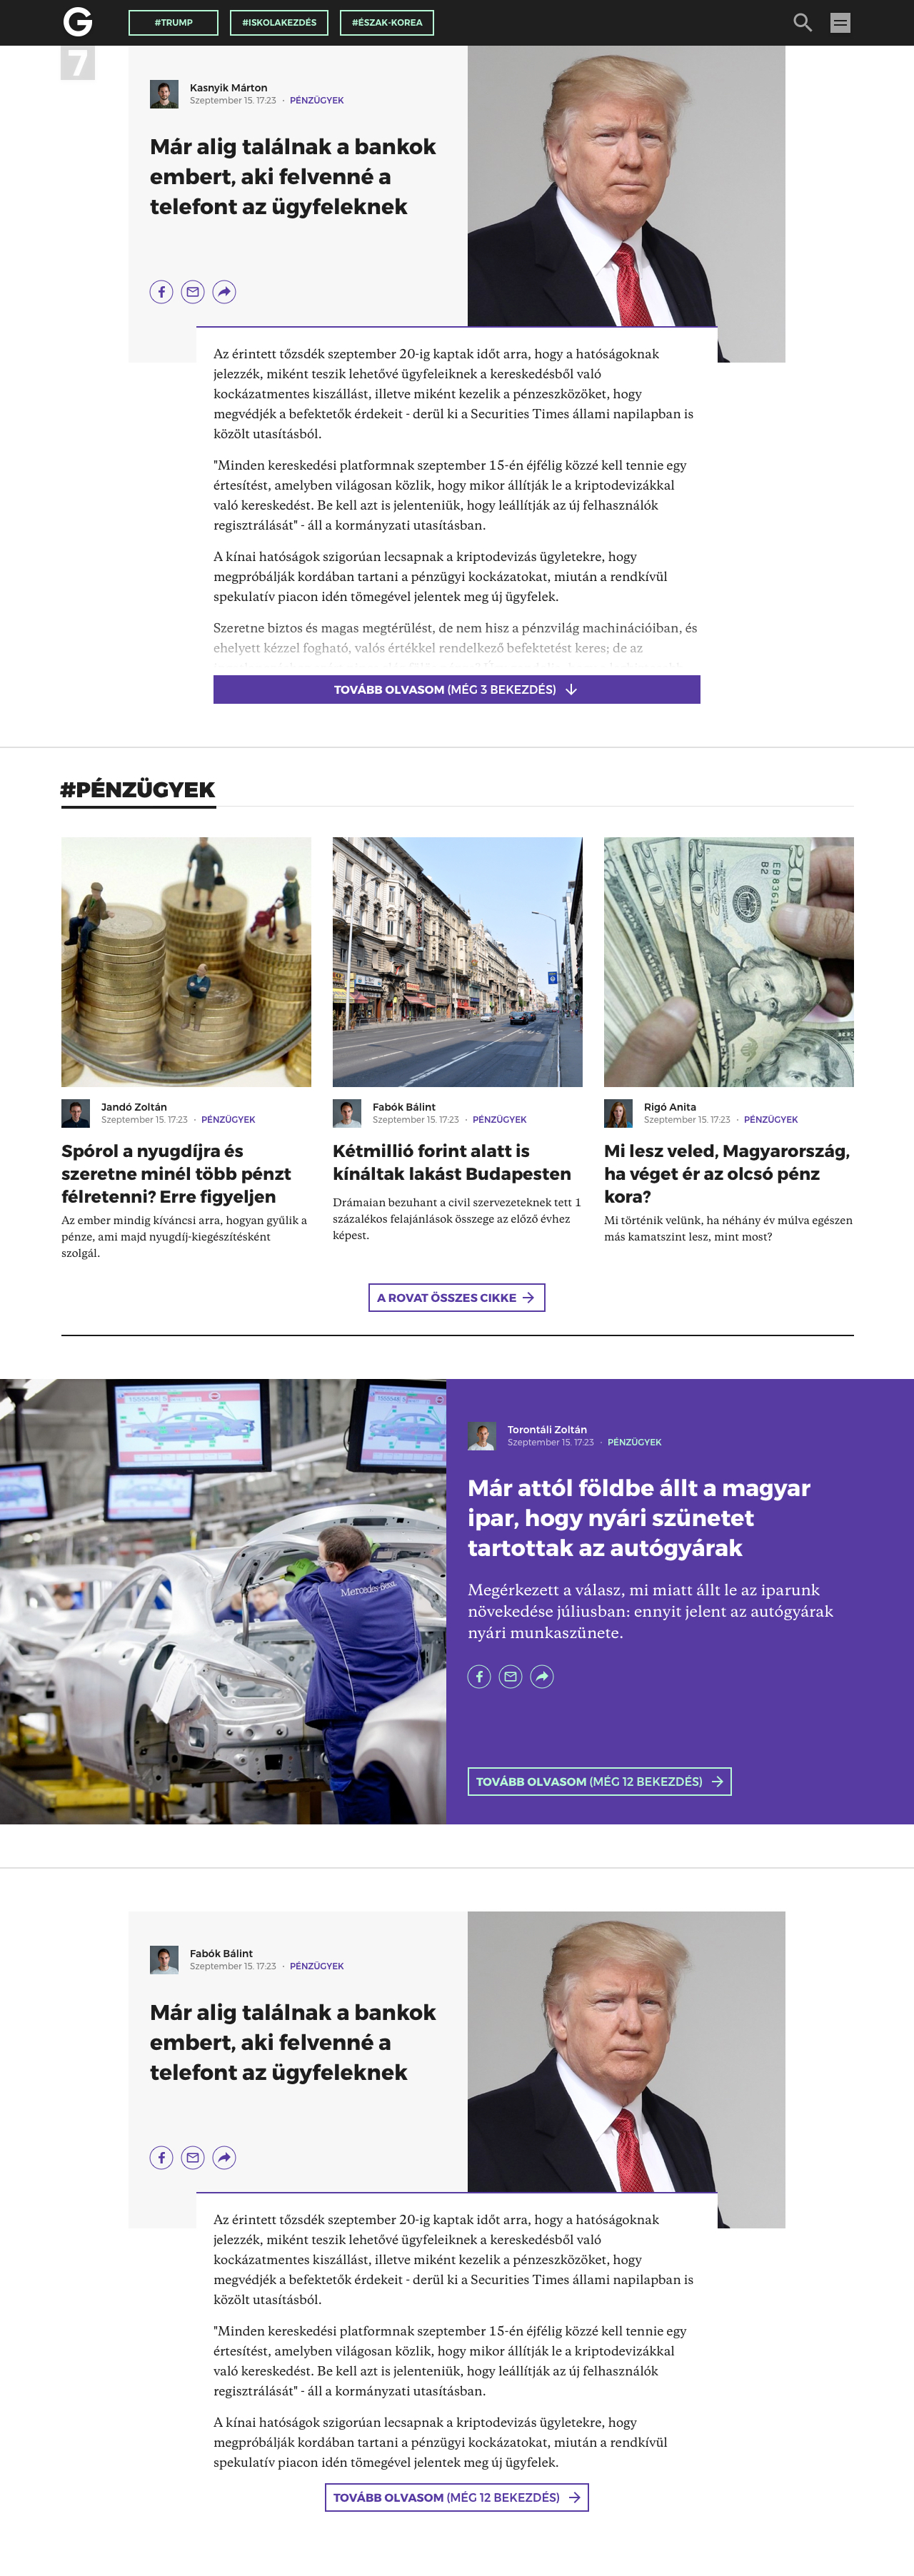 G
#TRUMP
#ISKOLAKEZDÉS
#ÉSZAK-KOREA
7
Kasnyik Márton
Szeptember 15. 17:23 · PÉNZÜGYEK
Már alig találnak a bankok
embert, aki felvenné a
telefont az ügyfeleknek
Az érintett tőzsdék szeptember 20-ig kaptak időt arra, hogy a hatóságoknak
jelezzék, miként teszik lehetővé ügyfeleiknek a kereskedésből való
kockázatmentes kiszállást, illetve miként kezelik a pénzeszközöket, hogy
megvédjék a befektetők érdekeit - derül ki a Securities Times állami napilapban is
közölt utasításból.
"Minden kereskedési platformnak szeptember 15-én éjfélig közzé kell tennie egy
értesítést, amelyben világosan közlik, hogy mikor állítják le a kriptodevizákkal
való kereskedést. Be kell azt is jelenteniük, hogy leállítják az új felhasználók
regisztrálását" - áll a kormányzati utasításban.
A kínai hatóságok szigorúan lecsapnak a kriptodevizás ügyletekre, hogy
megpróbálják kordában tartani a pénzügyi kockázatokat, miután a rendkívül
spekulatív piacon idén tömegével jelentek meg új ügyfelek.
Szeretne biztos és magas megtérülést, de nem hisz a pénzvilág machinációiban, és
ehelyett kézzel fogható, valós értékkel rendelkező befektetést keres; de az
TOVÁBB OLVASOM (MÉG 3 BEKEZDÉS)
#PÉNZÜGYEK
Jandó Zoltán
Szeptember 15. 17:23 · PÉNZÜGYEK
Spórol a nyugdíjra és
szeretne minél több pénzt
félretenni? Erre figyeljen
Az ember mindig kíváncsi arra, hogyan gyűlik a
pénze, ami majd nyugdíj-kiegészítésként
szolgál.
Fabók Bálint
Szeptember 15. 17:23 · PÉNZÜGYEK
Kétmillió forint alatt is
kínáltak lakást Budapesten
Drámaian bezuhant a civil szervezeteknek tett 1
százalékos felajánlások összege az előző évhez
képest.
Rigó Anita
Szeptember 15. 17:23 · PÉNZÜGYEK
Mi lesz veled, Magyarország,
ha véget ér az olcsó pénz
kora?
Mi történik velünk, ha néhány év múlva egészen
más kamatszint lesz, mint most?
A ROVAT ÖSSZES CIKKE
Torontáli Zoltán
Szeptember 15. 17:23 · PÉNZÜGYEK
Már attól földbe állt a magyar
ipar, hogy nyári szünetet
tartottak az autógyárak
Megérkezett a válasz, mi miatt állt le az iparunk
növekedése júliusban: ennyit jelent az autógyárak
nyári munkaszünete.
TOVÁBB OLVASOM (MÉG 12 BEKEZDÉS)
Fabók Bálint
Szeptember 15. 17:23 · PÉNZÜGYEK
Már alig találnak a bankok
embert, aki felvenné a
telefont az ügyfeleknek
Az érintett tőzsdék szeptember 20-ig kaptak időt arra, hogy a hatóságoknak
jelezzék, miként teszik lehetővé ügyfeleiknek a kereskedésből való
kockázatmentes kiszállást, illetve miként kezelik a pénzeszközöket, hogy
megvédjék a befektetők érdekeit - derül ki a Securities Times állami napilapban is
közölt utasításból.
"Minden kereskedési platformnak szeptember 15-én éjfélig közzé kell tennie egy
értesítést, amelyben világosan közlik, hogy mikor állítják le a kriptodevizákkal
való kereskedést. Be kell azt is jelenteniük, hogy leállítják az új felhasználók
regisztrálását" - áll a kormányzati utasításban.
A kínai hatóságok szigorúan lecsapnak a kriptodevizás ügyletekre, hogy
megpróbálják kordában tartani a pénzügyi kockázatokat, miután a rendkívül
spekulatív piacon idén tömegével jelentek meg új ügyfelek.
TOVÁBB OLVASOM (MÉG 12 BEKEZDÉS)